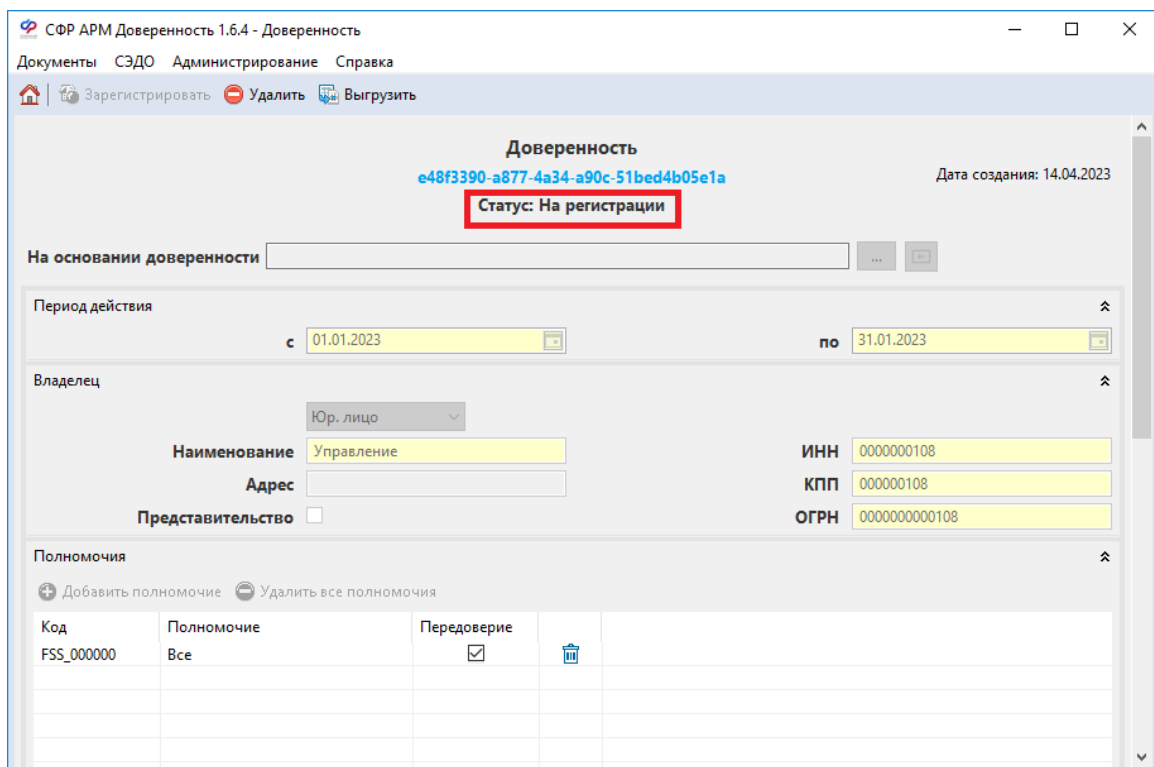 СФР АРМ Доверенность 1.6.4 - Доверенность
Документы СЭДО Администрирование Справка
Зарегистрировать Удалить Выгрузить
Доверенность
e48f3390-a877-4a34-a90c-51bed4b05e1a
Дата создания: 14.04.2023
Статус: На регистрации
На основании доверенности ...
Период действия
с 01.01.2023 по 31.01.2023
Владелец
Юр. лицо
Наименование Управление ИНН 0000000108
Адрес КПП 000000108
Представительство ОГРН 0000000000108
Полномочия
Добавить полномочие Удалить все полномочия
Код Полномочие Передоверие
FSS_000000 Все